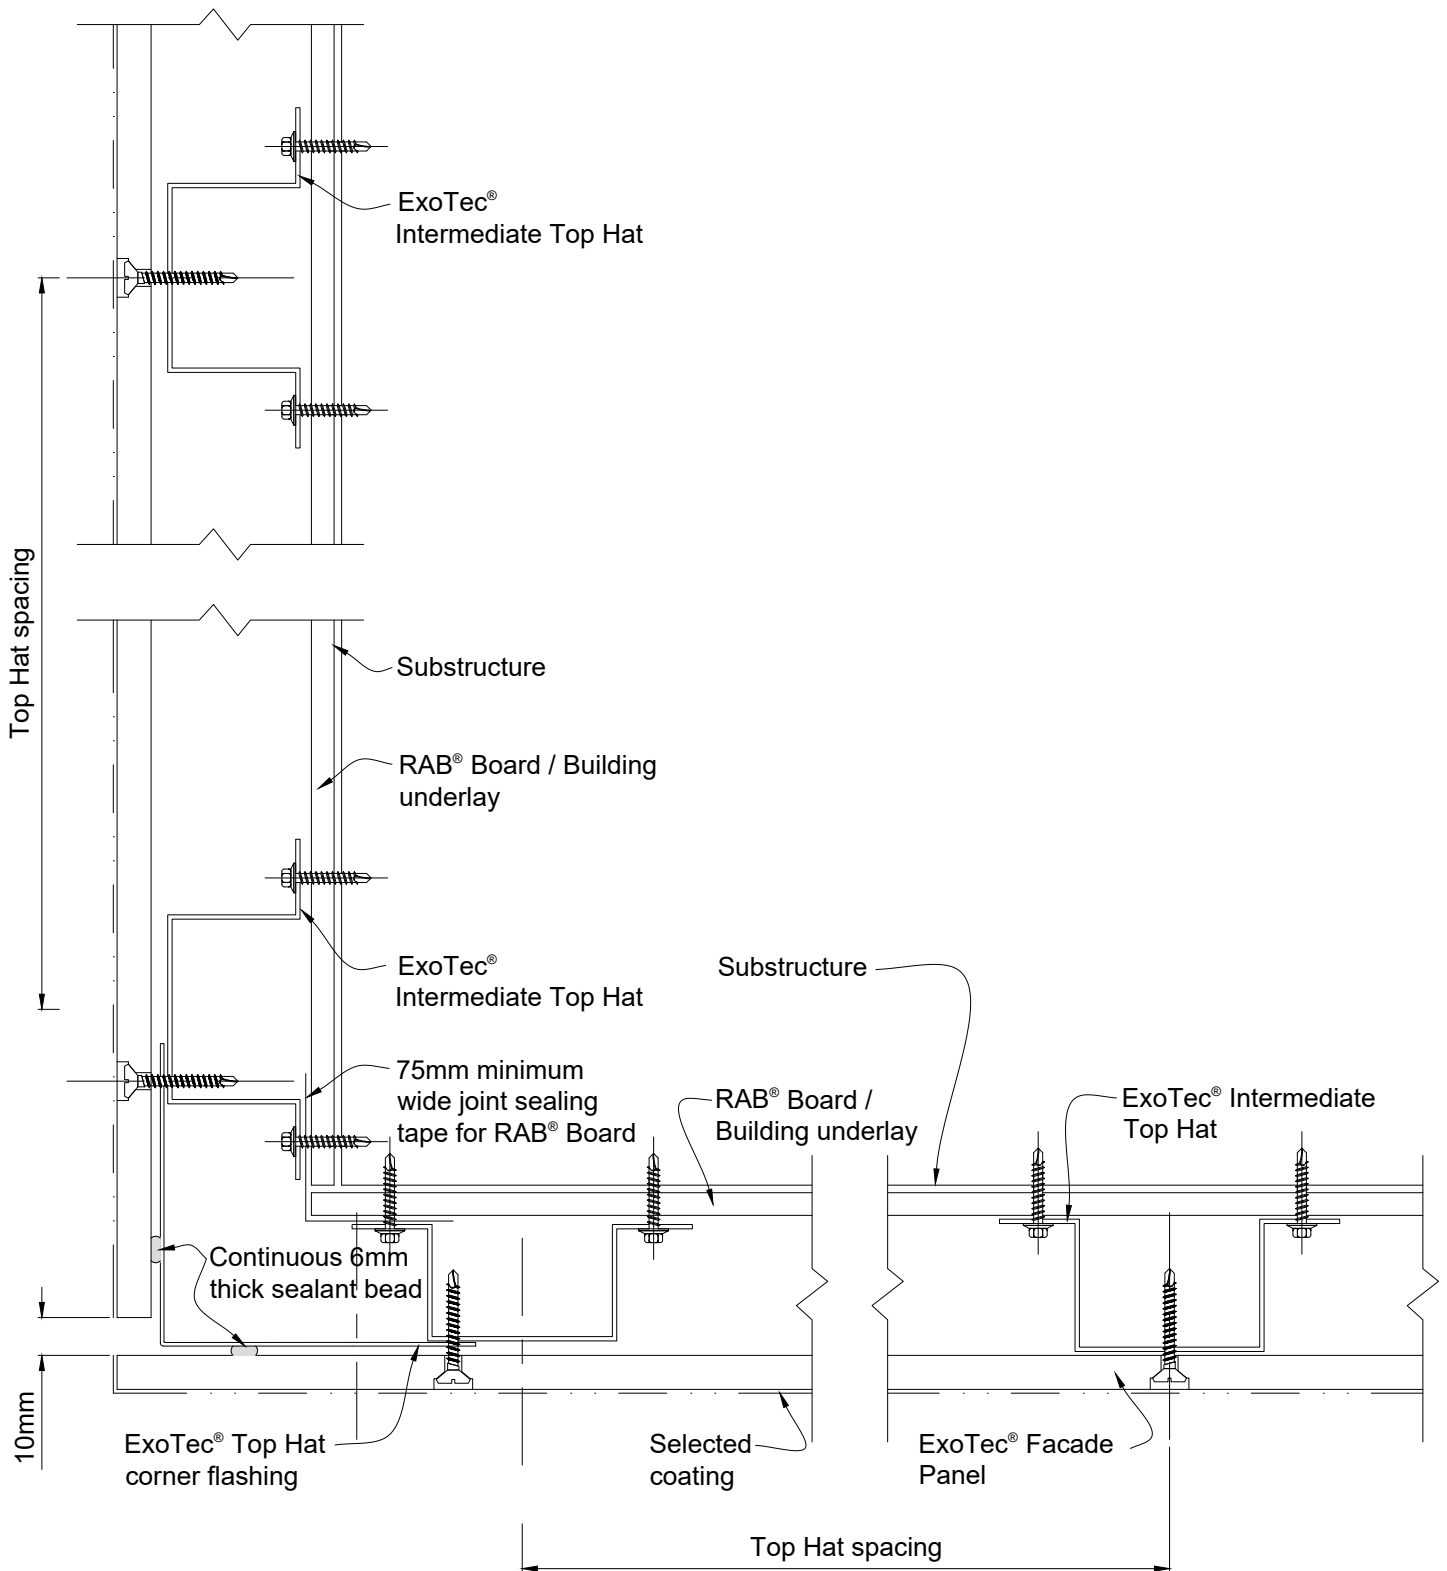 ExoTec®
Intermediate Top Hat
Top Hat spacing
Substructure
RAB® Board / Building
underlay
ExoTec®
Intermediate Top Hat
Substructure
75mm minimum
wide joint sealing
tape for RAB® Board
RAB® Board /
Building underlay
ExoTec® Intermediate
Top Hat
Continuous 6mm
thick sealant bead
10mm
ExoTec® Top Hat
corner flashing
Selected
coating
ExoTec® Facade
Panel
Top Hat spacing